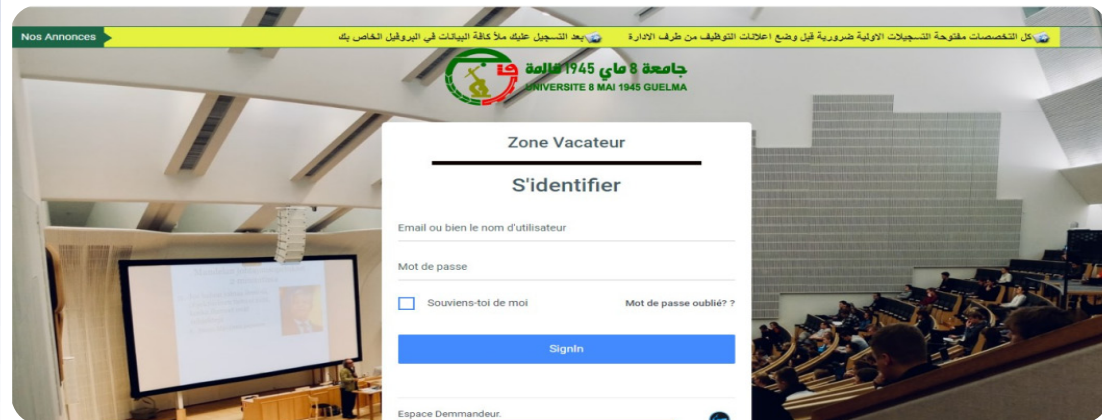 Nos Annonces
كل التخصصات مفتوحة التسجيلات الاولية ضرورية قبل وضع اعلانات التوظيف من طرف الادارة
بعد التسجيل عليك ملأ كافة البيانات في البروفيل الخاص بك
جامعة 8 ماي 1945 قالمة
UNIVERSITE 8 MAI 1945 GUELMA
Zone Vacateur
S'identifier
Email ou bien le nom d'utilisateur
Mot de passe
Souviens-toi de moi
Mot de passe oublié? ?
SignIn
Espace Demmandeur.